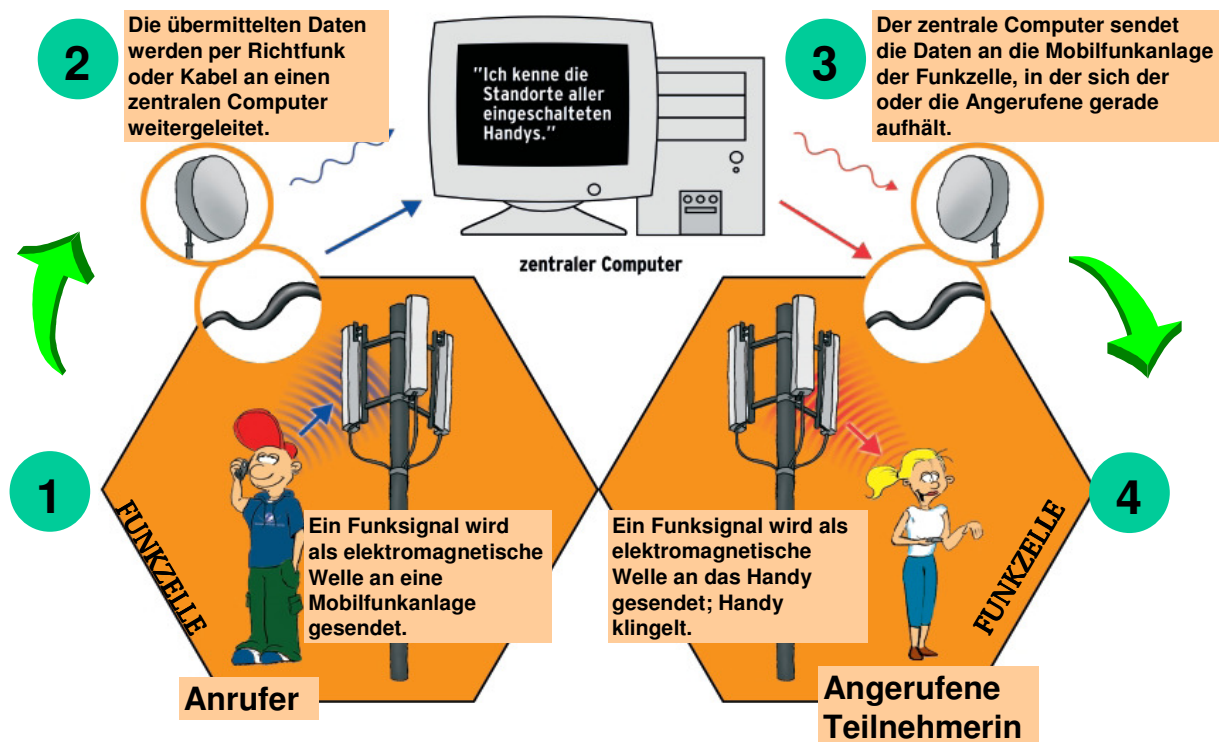 2
Die übermittelten Daten
werden per Richtfunk
oder Kabel an einen
zentralen Computer
weitergeleitet.
"Ich kenne die
Standorte aller
eingeschalteten
Handys."
zentraler Computer
3
Der zentrale Computer sendet
die Daten an die Mobilfunkanlage
der Funkzelle, in der sich der
oder die Angerufene gerade
aufhält.
1
FUNKZELLE
Ein Funksignal wird
als elektromagnetische
Welle an eine
Mobilfunkanlage
gesendet.
Anrufer
Ein Funksignal wird als
elektromagnetische
Welle an das Handy
gesendet; Handy
klingelt.
FUNKZELLE
4
Angerufene
Teilnehmerin